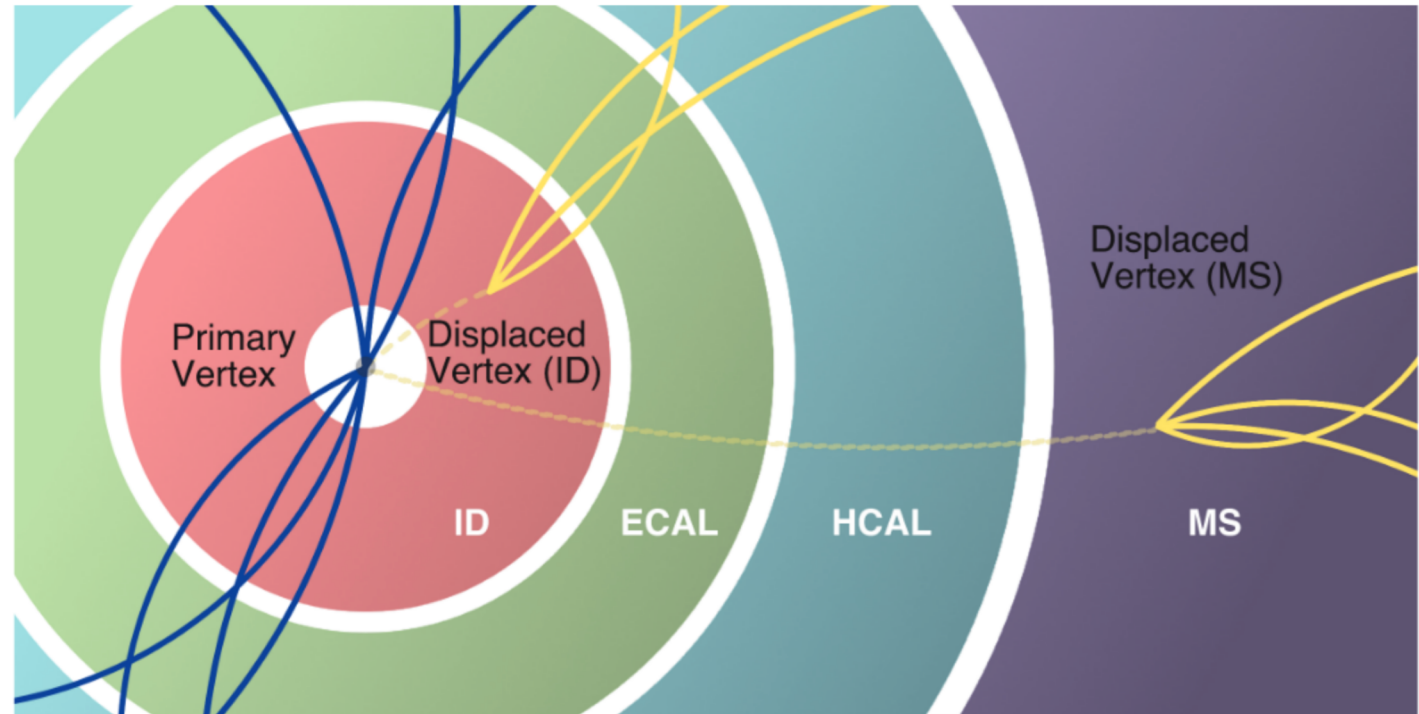 Displaced
Vertex (MS)
Primary
Vertex
Displaced
Vertex (ID)
ID
ECAL
HCAL
MS